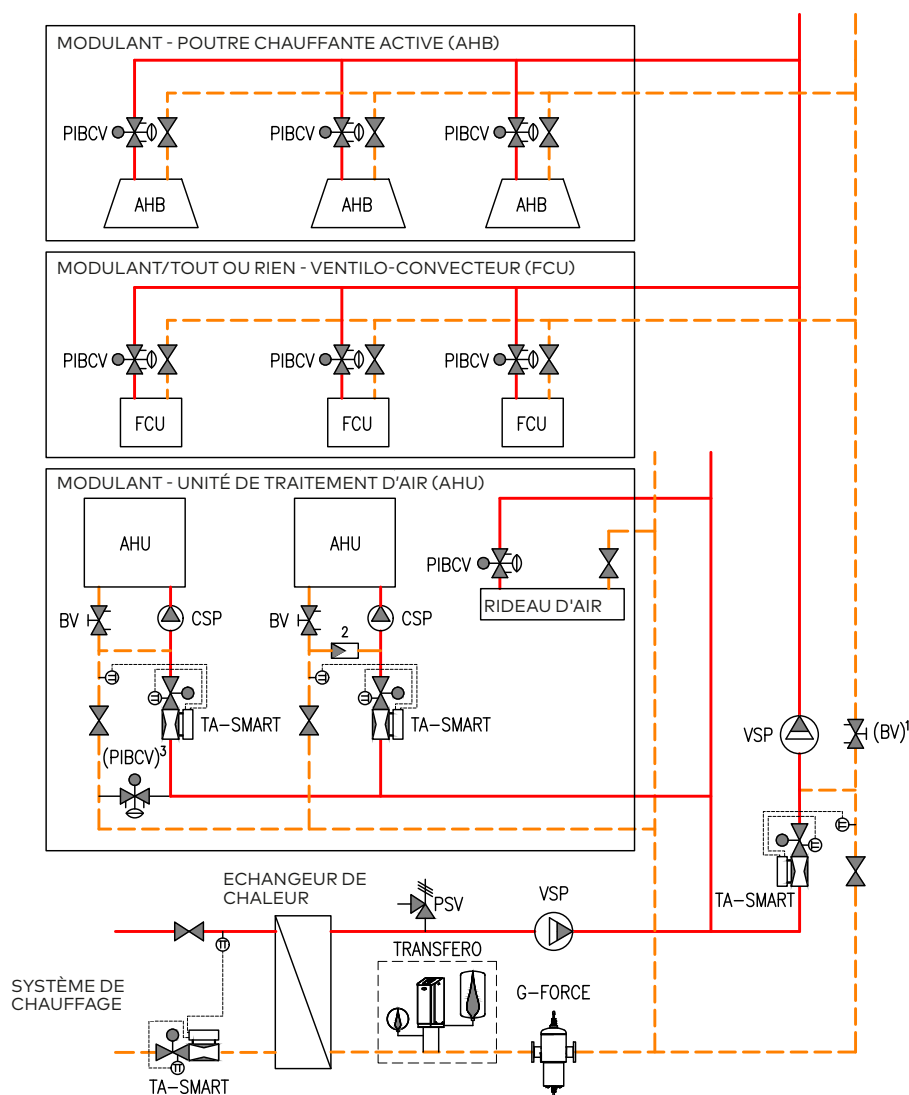 MODULANT - POUTRE CHAUFFANTE ACTIVE (AHB)
PIBCV
PIBCV
PIBCV
AHB
AHB
AHB
MODULANT/TOUT OU RIEN - VENTILO-CONVECTEUR (FCU)
PIBCV
PIBCV
PIBCV
FCU
FCU
FCU
MODULANT - UNITÉ DE TRAITEMENT D'AIR (AHU)
AHU
AHU
PIBCV
RIDEAU D'AIR
BV
CSP
BV
2
CSP
TA-SMART
TA-SMART
(PIBCV)³
VSP
(BV)¹
TA-SMART
ECHANGEUR DE
CHALEUR
PSV
VSP
TRANSFERO
G-FORCE
SYSTÈME DE
CHAUFFAGE
TA-SMART